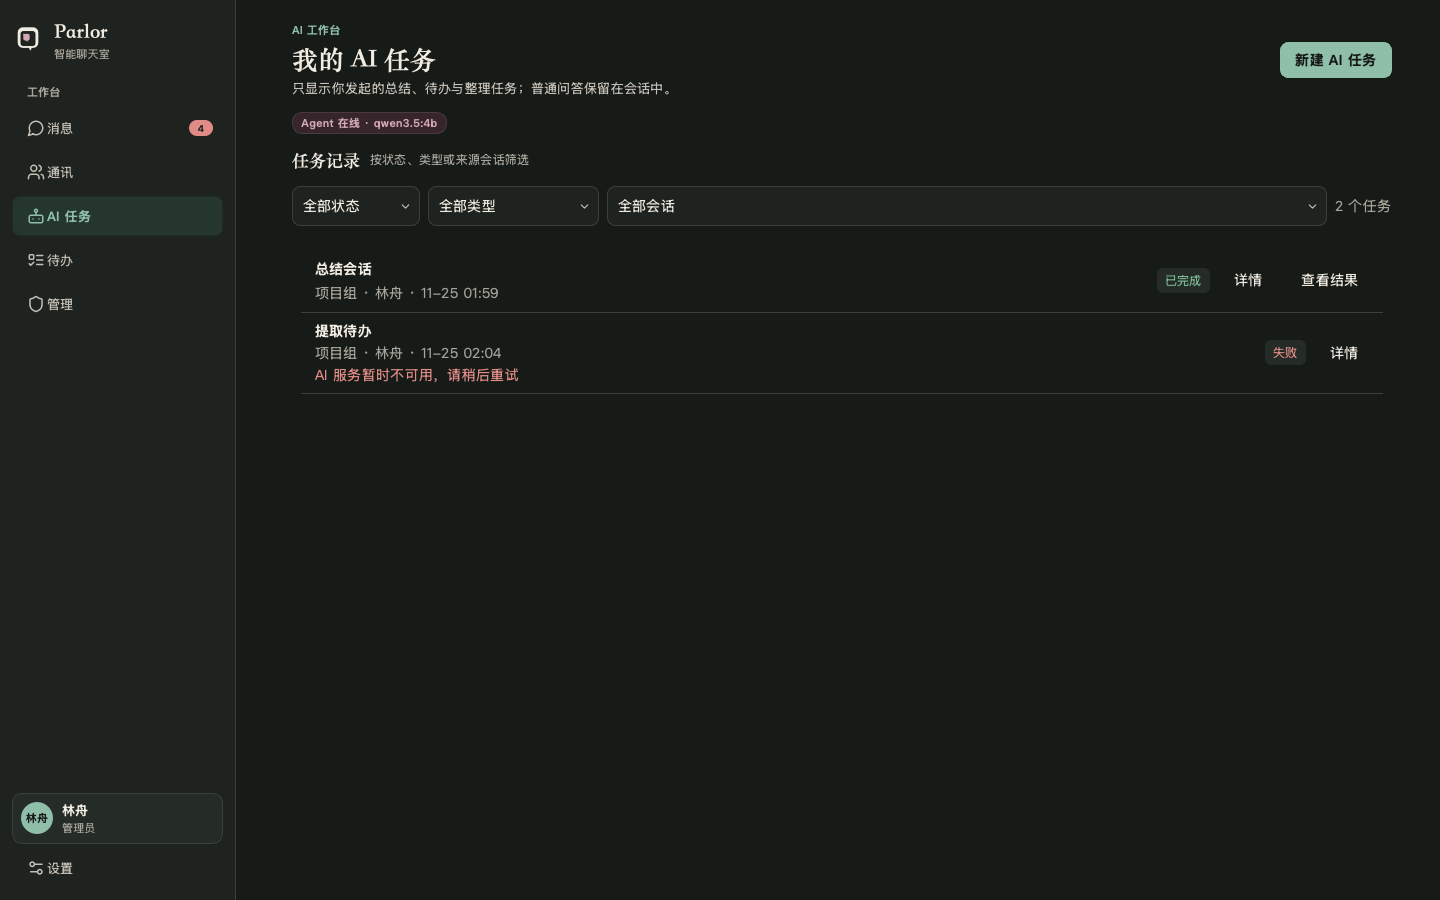 Parlor
智能聊天室
工作台
消息
4
通讯
AI 任务
待办
管理
林舟
林舟
管理员
设置
AI 工作台
我的 AI 任务
只显示你发起的总结、待办与整理任务；普通问答保留在会话中。
新建 AI 任务
Agent 在线 · qwen3.5:4b
任务记录 按状态、类型或来源会话筛选
全部状态 全部类型 全部会话 2 个任务
总结会话
项目组 · 林舟 · 11-25 01:59
已完成 详情 查看结果
提取待办
项目组 · 林舟 · 11-25 02:04
AI 服务暂时不可用，请稍后重试
失败 详情